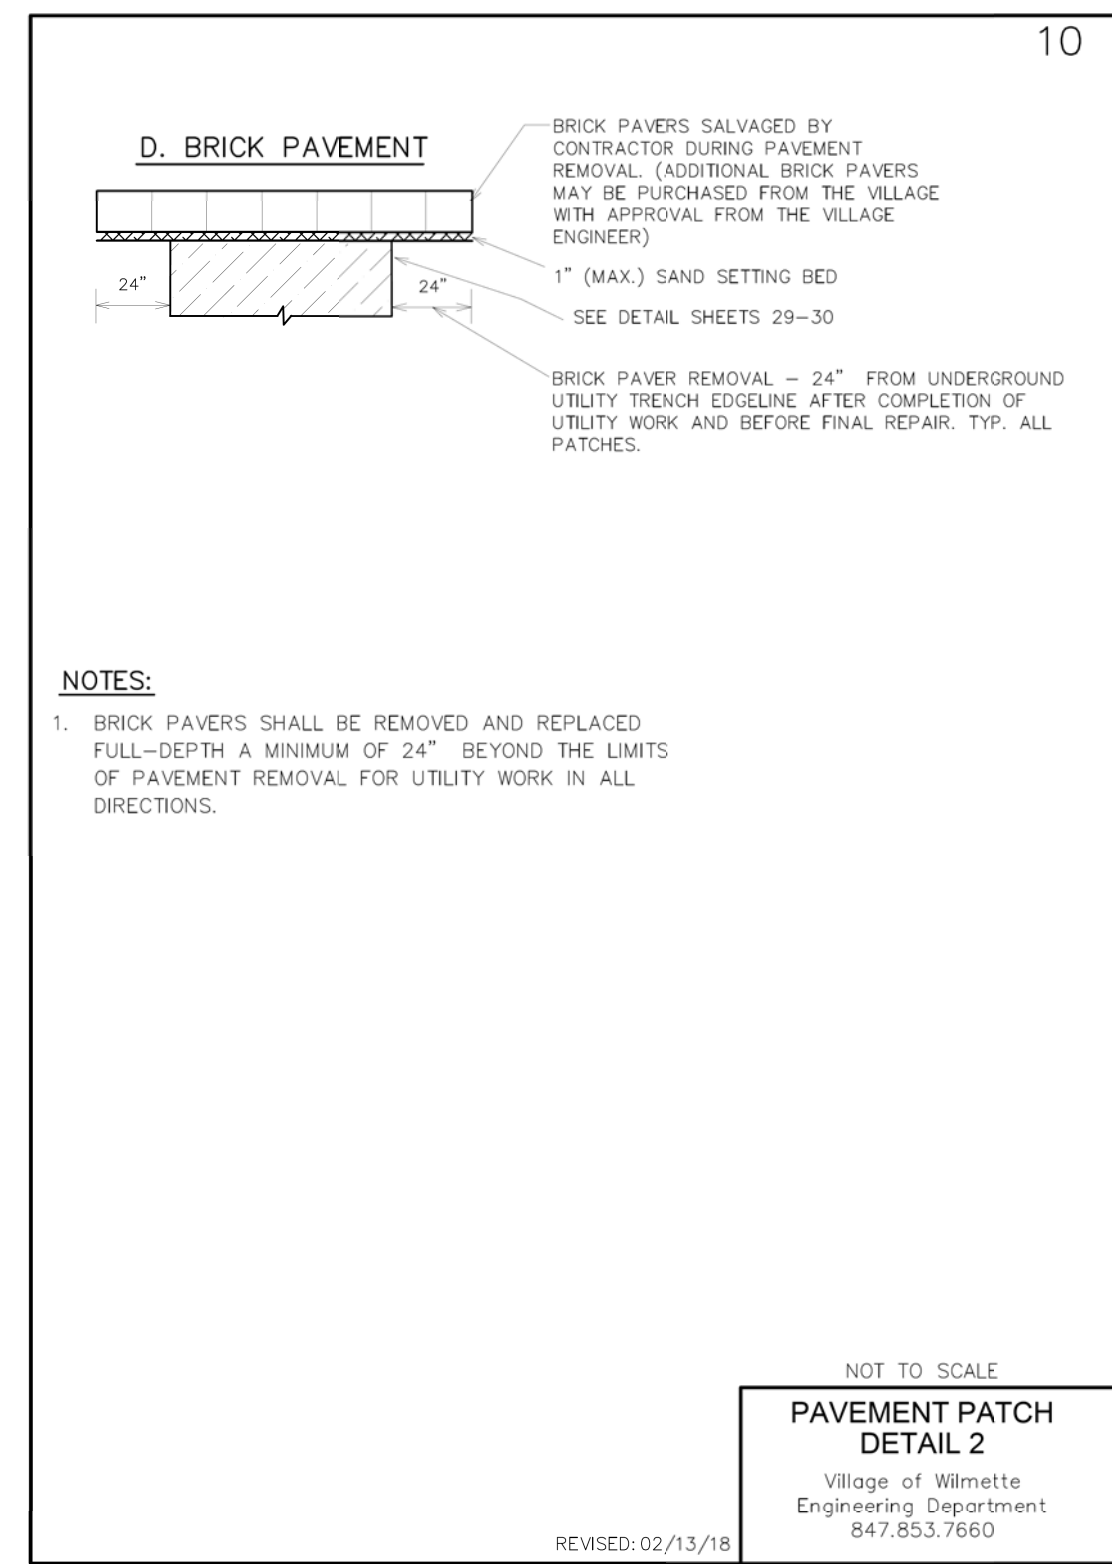 10
D. BRICK PAVEMENT
BRICK PAVERS SALVAGED BY
CONTRACTOR DURING PAVEMENT
REMOVAL. (ADDITIONAL BRICK PAVERS
MAY BE PURCHASED FROM THE VILLAGE
WITH APPROVAL FROM THE VILLAGE
ENGINEER)
24"
24"
1" (MAX.) SAND SETTING BED
SEE DETAIL SHEETS 29-30
BRICK PAVER REMOVAL - 24" FROM UNDERGROUND
UTILITY TRENCH EDGELINE AFTER COMPLETION OF
UTILITY WORK AND BEFORE FINAL REPAIR. TYP. ALL
PATCHES.
NOTES:
1. BRICK PAVERS SHALL BE REMOVED AND REPLACED
FULL-DEPTH A MINIMUM OF 24" BEYOND THE LIMITS
OF PAVEMENT REMOVAL FOR UTILITY WORK IN ALL
DIRECTIONS.
NOT TO SCALE
PAVEMENT PATCH
DETAIL 2
Village of Wilmette
Engineering Department
847.853.7660
REVISED: 02/13/18